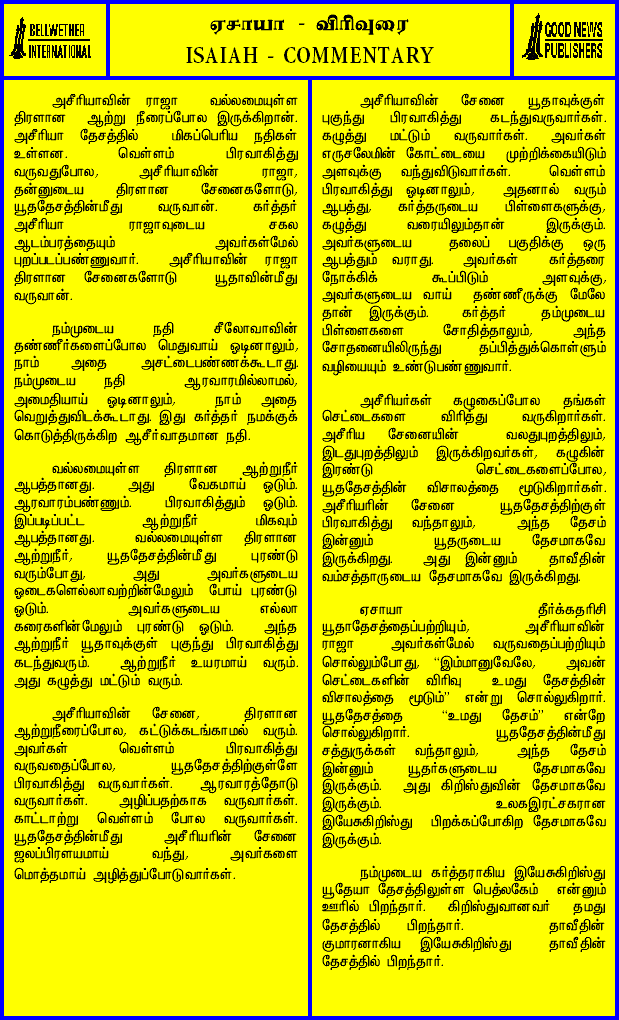 BELLWETHER
INTERNATIONAL
ஏசாயா - விரிவுரை
ISAIAH - COMMENTARY
GOOD NEWS
PUBLISHERS
அசீரியாவின் ராஜா வல்லமையுள்ள
திரளான ஆற்று நீரைப்போல இருக்கிறான்.
அசீரியா தேசத்தில் மிகப்பெரிய நதிகள்
உள்ளன. வெள்ளம் பிரவாகித்து
வருவதுபோல, அசீரியாவின் ராஜா,
தன்னுடைய திரளான சேனைகளோடு,
யூததேசத்தின்மீது வருவான். கர்த்தர்
அசீரியா ராஜாவுடைய சகல
ஆடம்பரத்தையும் அவர்கள்மேல்
புறப்படப்பண்ணுவார். அசீரியாவின் ராஜா
திரளான சேனைகளோடு யூதாவின்மீது
வருவான்.
நம்முடைய நதி சீலோவாவின்
தண்ணீர்களைப்போல மெதுவாய் ஓடினாலும்,
நாம் அதை அசட்டைபண்ணக்கூடாது.
நம்முடைய நதி ஆரவாரமில்லாமல்,
அமைதியாய் ஓடினாலும், நாம் அதை
வெறுத்துவிடக்கூடாது. இது கர்த்தர் நமக்குக்
கொடுத்திருக்கிற ஆசீர்வாதமான நதி.
வல்லமையுள்ள திரளான ஆற்றுநீர்
ஆபத்தானது. அது வேகமாய் ஓடும்.
ஆரவாரம்பண்ணும். பிரவாகித்தும் ஓடும்.
இப்படிப்பட்ட ஆற்றுநீர் மிகவும்
ஆபத்தானது. வல்லமையுள்ள திரளான
ஆற்றுநீர், யூததேசத்தின்மீது புரண்டு
வரும்போது, அது அவர்களுடைய
ஓடைகளெல்லாவற்றின்மேலும் போய் புரண்டு
ஓடும். அவர்களுடைய எல்லா
கரைகளின்மேலும் புரண்டு ஓடும். அந்த
ஆற்றுநீர் யூதாவுக்குள் புகுந்து பிரவாகித்து
கடந்துவரும். ஆற்றுநீர் உயரமாய் வரும்.
அது கழுத்து மட்டும் வரும்.
அசீரியாவின் சேனை, திரளான
ஆற்றுநீரைப்போல, கட்டுக்கடங்காமல் வரும்.
அவர்கள் வெள்ளம் பிரவாகித்து
வருவதைப்போல, யூததேசத்திற்குள்ளே
பிரவாகித்து வருவார்கள். ஆரவாரத்தோடு
வருவார்கள். அழிப்பதற்காக வருவார்கள்.
காட்டாற்று வெள்ளம் போல வருவார்கள்.
யூததேசத்தின்மீது அசீரியரின் சேனை
ஜலப்பிரளயமாய் வந்து, அவர்களை
மொத்தமாய் அழித்துப்போடுவார்கள்.
அசீரியாவின் சேனை யூதாவுக்குள்
புகுந்து பிரவாகித்து கடந்துவருவார்கள்.
கழுத்து மட்டும் வருவார்கள். அவர்கள்
எருசலேமின் கோட்டையை முற்றிக்கையிடும்
அளவுக்கு வந்துவிடுவார்கள். வெள்ளம்
பிரவாகித்து ஓடினாலும், அதனால் வரும்
ஆபத்து, கர்த்தருடைய பிள்ளைகளுக்கு,
கழுத்து வரையிலும்தான் இருக்கும்.
அவர்களுடைய தலைப் பகுதிக்கு ஒரு
ஆபத்தும் வராது. அவர்கள் கர்த்தரை
நோக்கிக் கூப்பிடும் அளவுக்கு,
அவர்களுடைய வாய் தண்ணீருக்கு மேலே
தான் இருக்கும். கர்த்தர் தம்முடைய
பிள்ளைகளை சோதித்தாலும், அந்த
சோதனையிலிருந்து தப்பித்துக்கொள்ளும்
வழியையும் உண்டுபண்ணுவார்.
அசீரியர்கள் கழுகைப்போல தங்கள்
செட்டைகளை விரித்து வருகிறார்கள்.
அசீரிய சேனையின் வலதுபுறத்திலும்,
இடதுபுறத்திலும் இருக்கிறவர்கள், கழுகின்
இரண்டு செட்டைகளைப்போல,
யூததேசத்தின் விசாலத்தை மூடுகிறார்கள்.
அசீரியரின் சேனை யூததேசத்திற்குள்
பிரவாகித்து வந்தாலும், அந்த தேசம்
இன்னும் யூதருடைய தேசமாகவே
இருக்கிறது. அது இன்னும் தாவீதின்
வம்சத்தாருடைய தேசமாகவே இருக்கிறது.
ஏசாயா தீர்க்கதரிசி
யூதாதேசத்தைப்பற்றியும், அசீரியாவின்
ராஜா அவர்கள்மேல் வருவதைப்பற்றியும்
சொல்லும்போது, “இம்மானுவேலே, அவன்
செட்டைகளின் விரிவு உமது தேசத்தின்
விசாலத்தை மூடும்” என்று சொல்லுகிறார்.
யூததேசத்தை “உமது தேசம்” என்றே
சொல்லுகிறார். யூததேசத்தின்மீது
சத்துருக்கள் வந்தாலும், அந்த தேசம்
இன்னும் யூதர்களுடைய தேசமாகவே
இருக்கும். அது கிறிஸ்துவின் தேசமாகவே
இருக்கும். உலகஇரட்சகரான
இயேசுகிறிஸ்து பிறக்கப்போகிற தேசமாகவே
இருக்கும்.
நம்முடைய கர்த்தராகிய இயேசுகிறிஸ்து
யூதேயா தேசத்திலுள்ள பெத்லகேம் என்னும்
ஊரில் பிறந்தார். கிறிஸ்துவானவர் தமது
தேசத்தில் பிறந்தார். தாவீதின்
குமாரனாகிய இயேசுகிறிஸ்து தாவீதின்
தேசத்தில் பிறந்தார்.